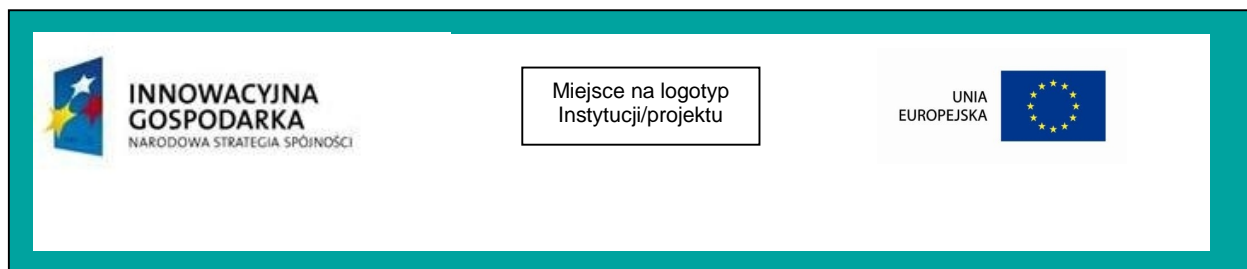 INNOWACYJNA
GOSPODARKA
NARODOWA STRATEGIA SPÓJNOŚCI
Miejsce na logotyp
Instytucji/projektu
UNIA
EUROPEJSKA